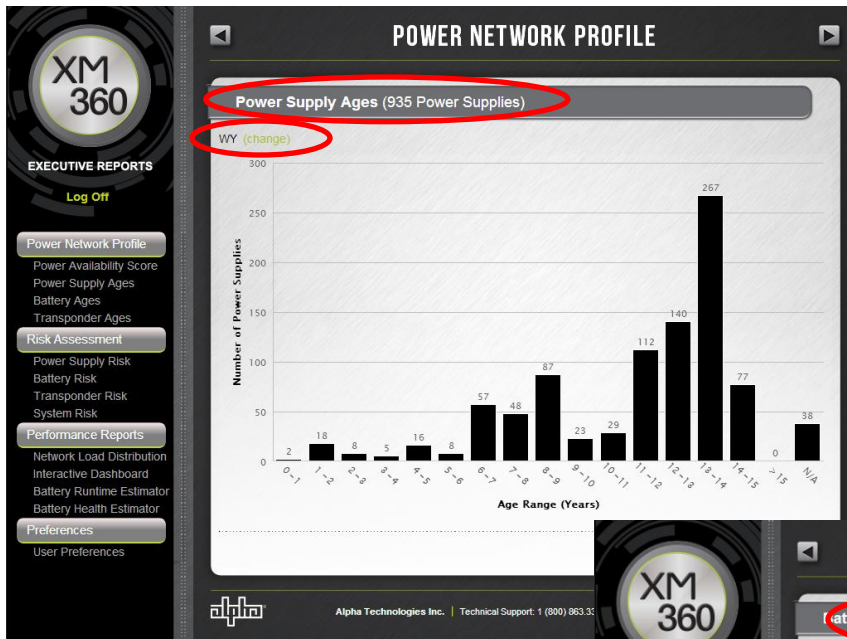 XM
360
EXECUTIVE REPORTS
Log Off
Power Network Profile
Power Availability Score
Power Supply Ages
Battery Ages
Transponder Ages
Risk Assessment
Power Supply Risk
Battery Risk
Transponder Risk
System Risk
Performance Reports
Network Load Distribution
Interactive Dashboard
Battery Runtime Estimator
Battery Health Estimator
Preferences
User Preferences
POWER NETWORK PROFILE
Power Supply Ages (935 Power Supplies)
WY (change)
Number of Power Supplies
300
250
200
150
100
50
0
2
18
8
5
16
8
57
48
87
23
29
112
140
267
77
0
38
0-1
1-2
2-3
3-4
4-5
5-6
6-7
7-8
8-9
9-10
10-11
11-12
12-13
13-14
14-15
>15
N/A
Age Range (Years)
alpha
Alpha Technologies Inc. | Technical Support: 1 (800) 863.33
XM
360